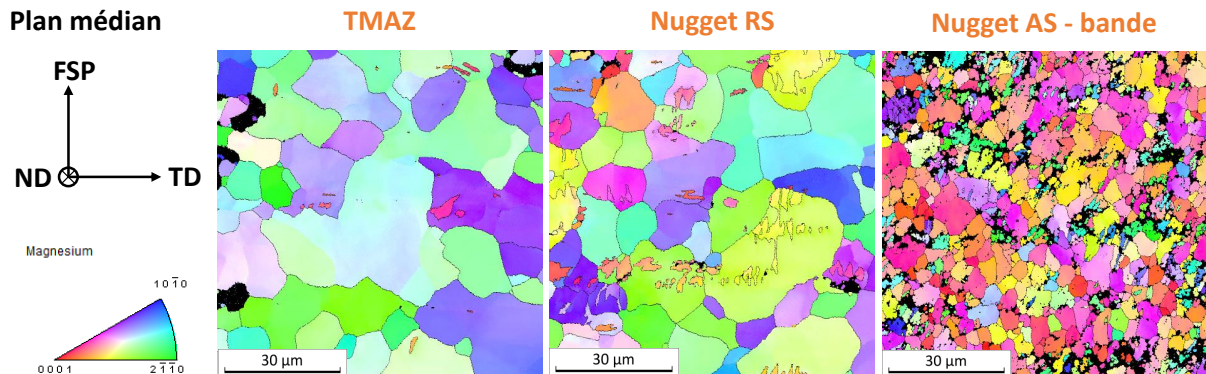 Plan médian
TMAZ
Nugget RS
Nugget AS - bande
FSP
ND
TD
Magnesium
1 0 1̄ 0
0 0 0 1
2 1̄ 1̄ 0
30 µm
30 µm
30 µm